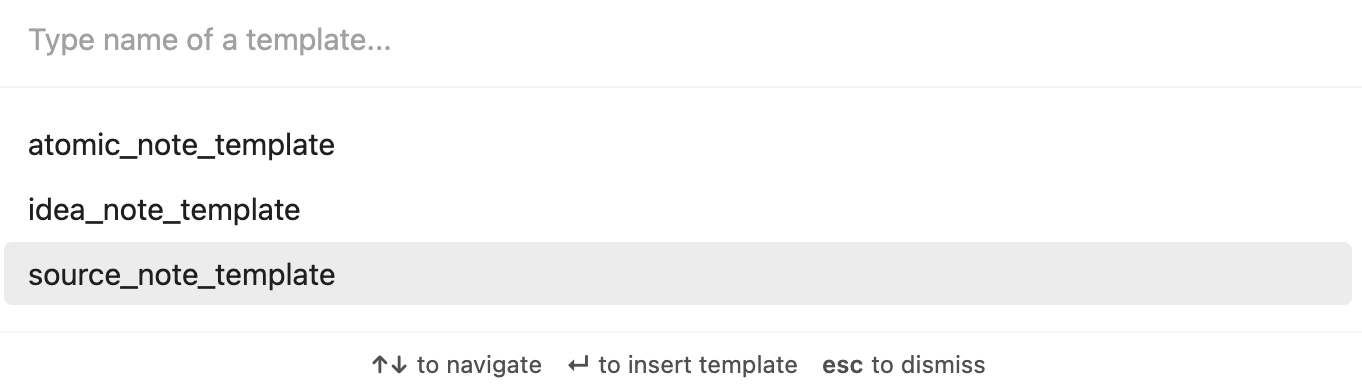 Type name of a template...
atomic_note_template
idea_note_template
source_note_template
↑↓ to navigate ↵ to insert template esc to dismiss